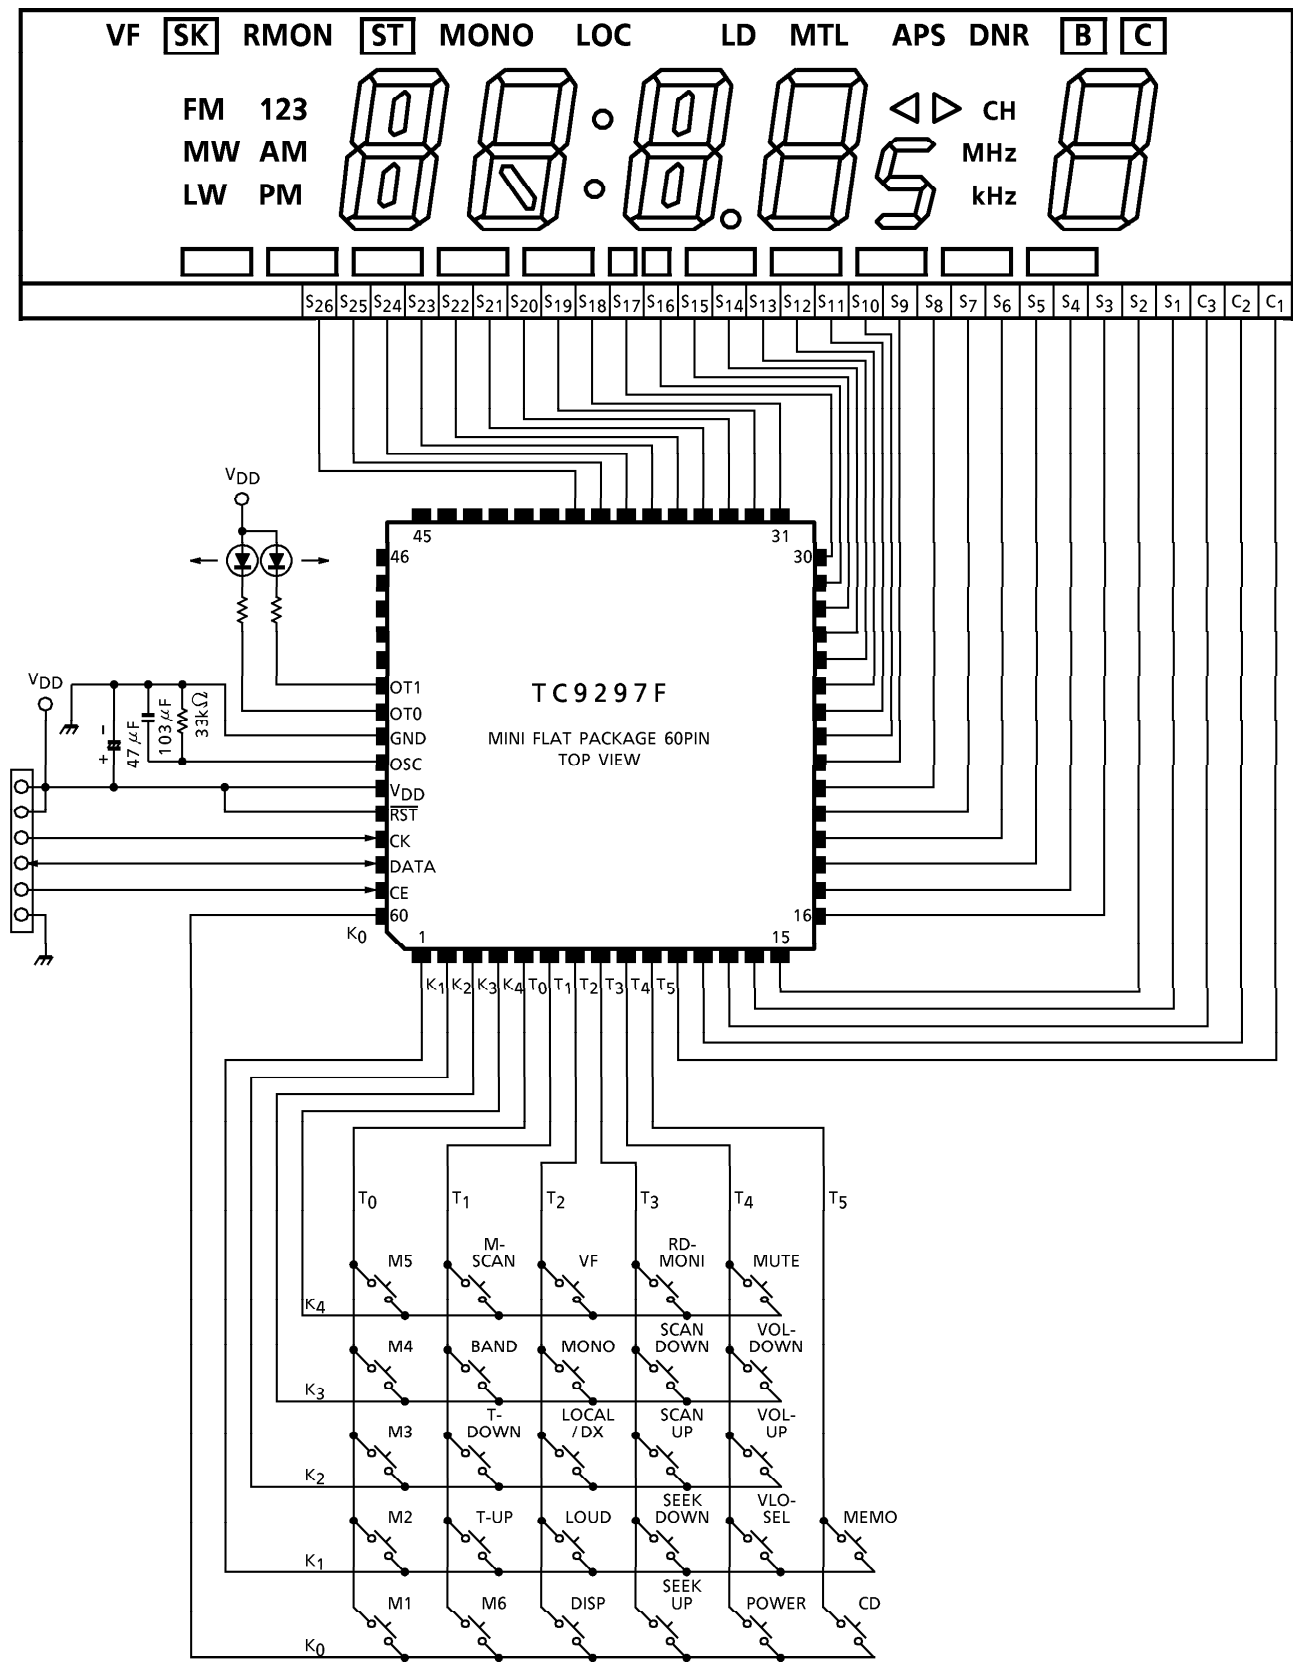 VF SK RMON ST MONO LOC LD MTL APS DNR B C
FM 123 CH
MW AM MHz
LW PM kHz
S26 S25 S24 S23 S22 S21 S20 S19 S18 S17 S16 S15 S14 S13 S12 S11 S10 S9 S8 S7 S6 S5 S4 S3 S2 S1 C3 C2 C1
VDD
45 31
46 30
OT1
OT0
GND
OSC
VDD
RST
CK
DATA
CE
60 16
1 15
TC9297F
MINI FLAT PACKAGE 60PIN
TOP VIEW
VDD
- + 47μF
103μF
33kΩ
K0
K1 K2 K3 K4 T0 T1 T2 T3 T4 T5
T0 T1 T2 T3 T4 T5
M5 M-SCAN VF RD-MONI MUTE
K4
M4 BAND MONO SCAN DOWN VOL-DOWN
K3
M3 T-DOWN LOCAL/DX SCAN UP VOL-UP
K2
M2 T-UP LOUD SEEK DOWN VLO-SEL MEMO
K1
M1 M6 DISP SEEK UP POWER CD
K0